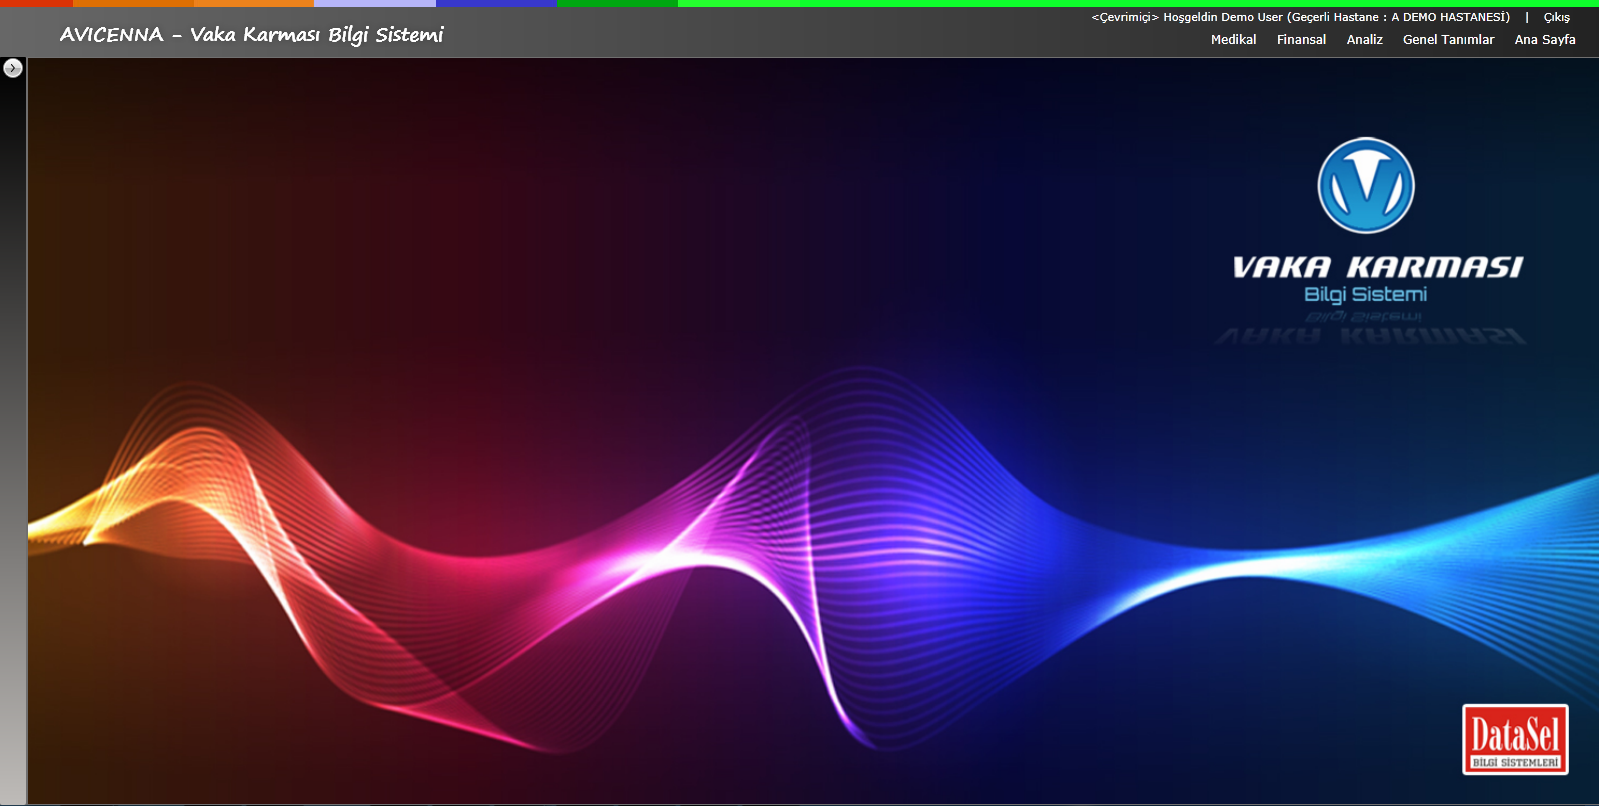 <Çevrimiçi> Hoşgeldin Demo User (Geçerli Hastane : A DEMO HASTANESİ) | Çıkış
AVICENNA - Vaka Karması Bilgi Sistemi
Medikal Finansal Analiz Genel Tanımlar Ana Sayfa
VAKA KARMASI
Bilgi Sistemi
DataSel
BİLGİ SİSTEMLERİ